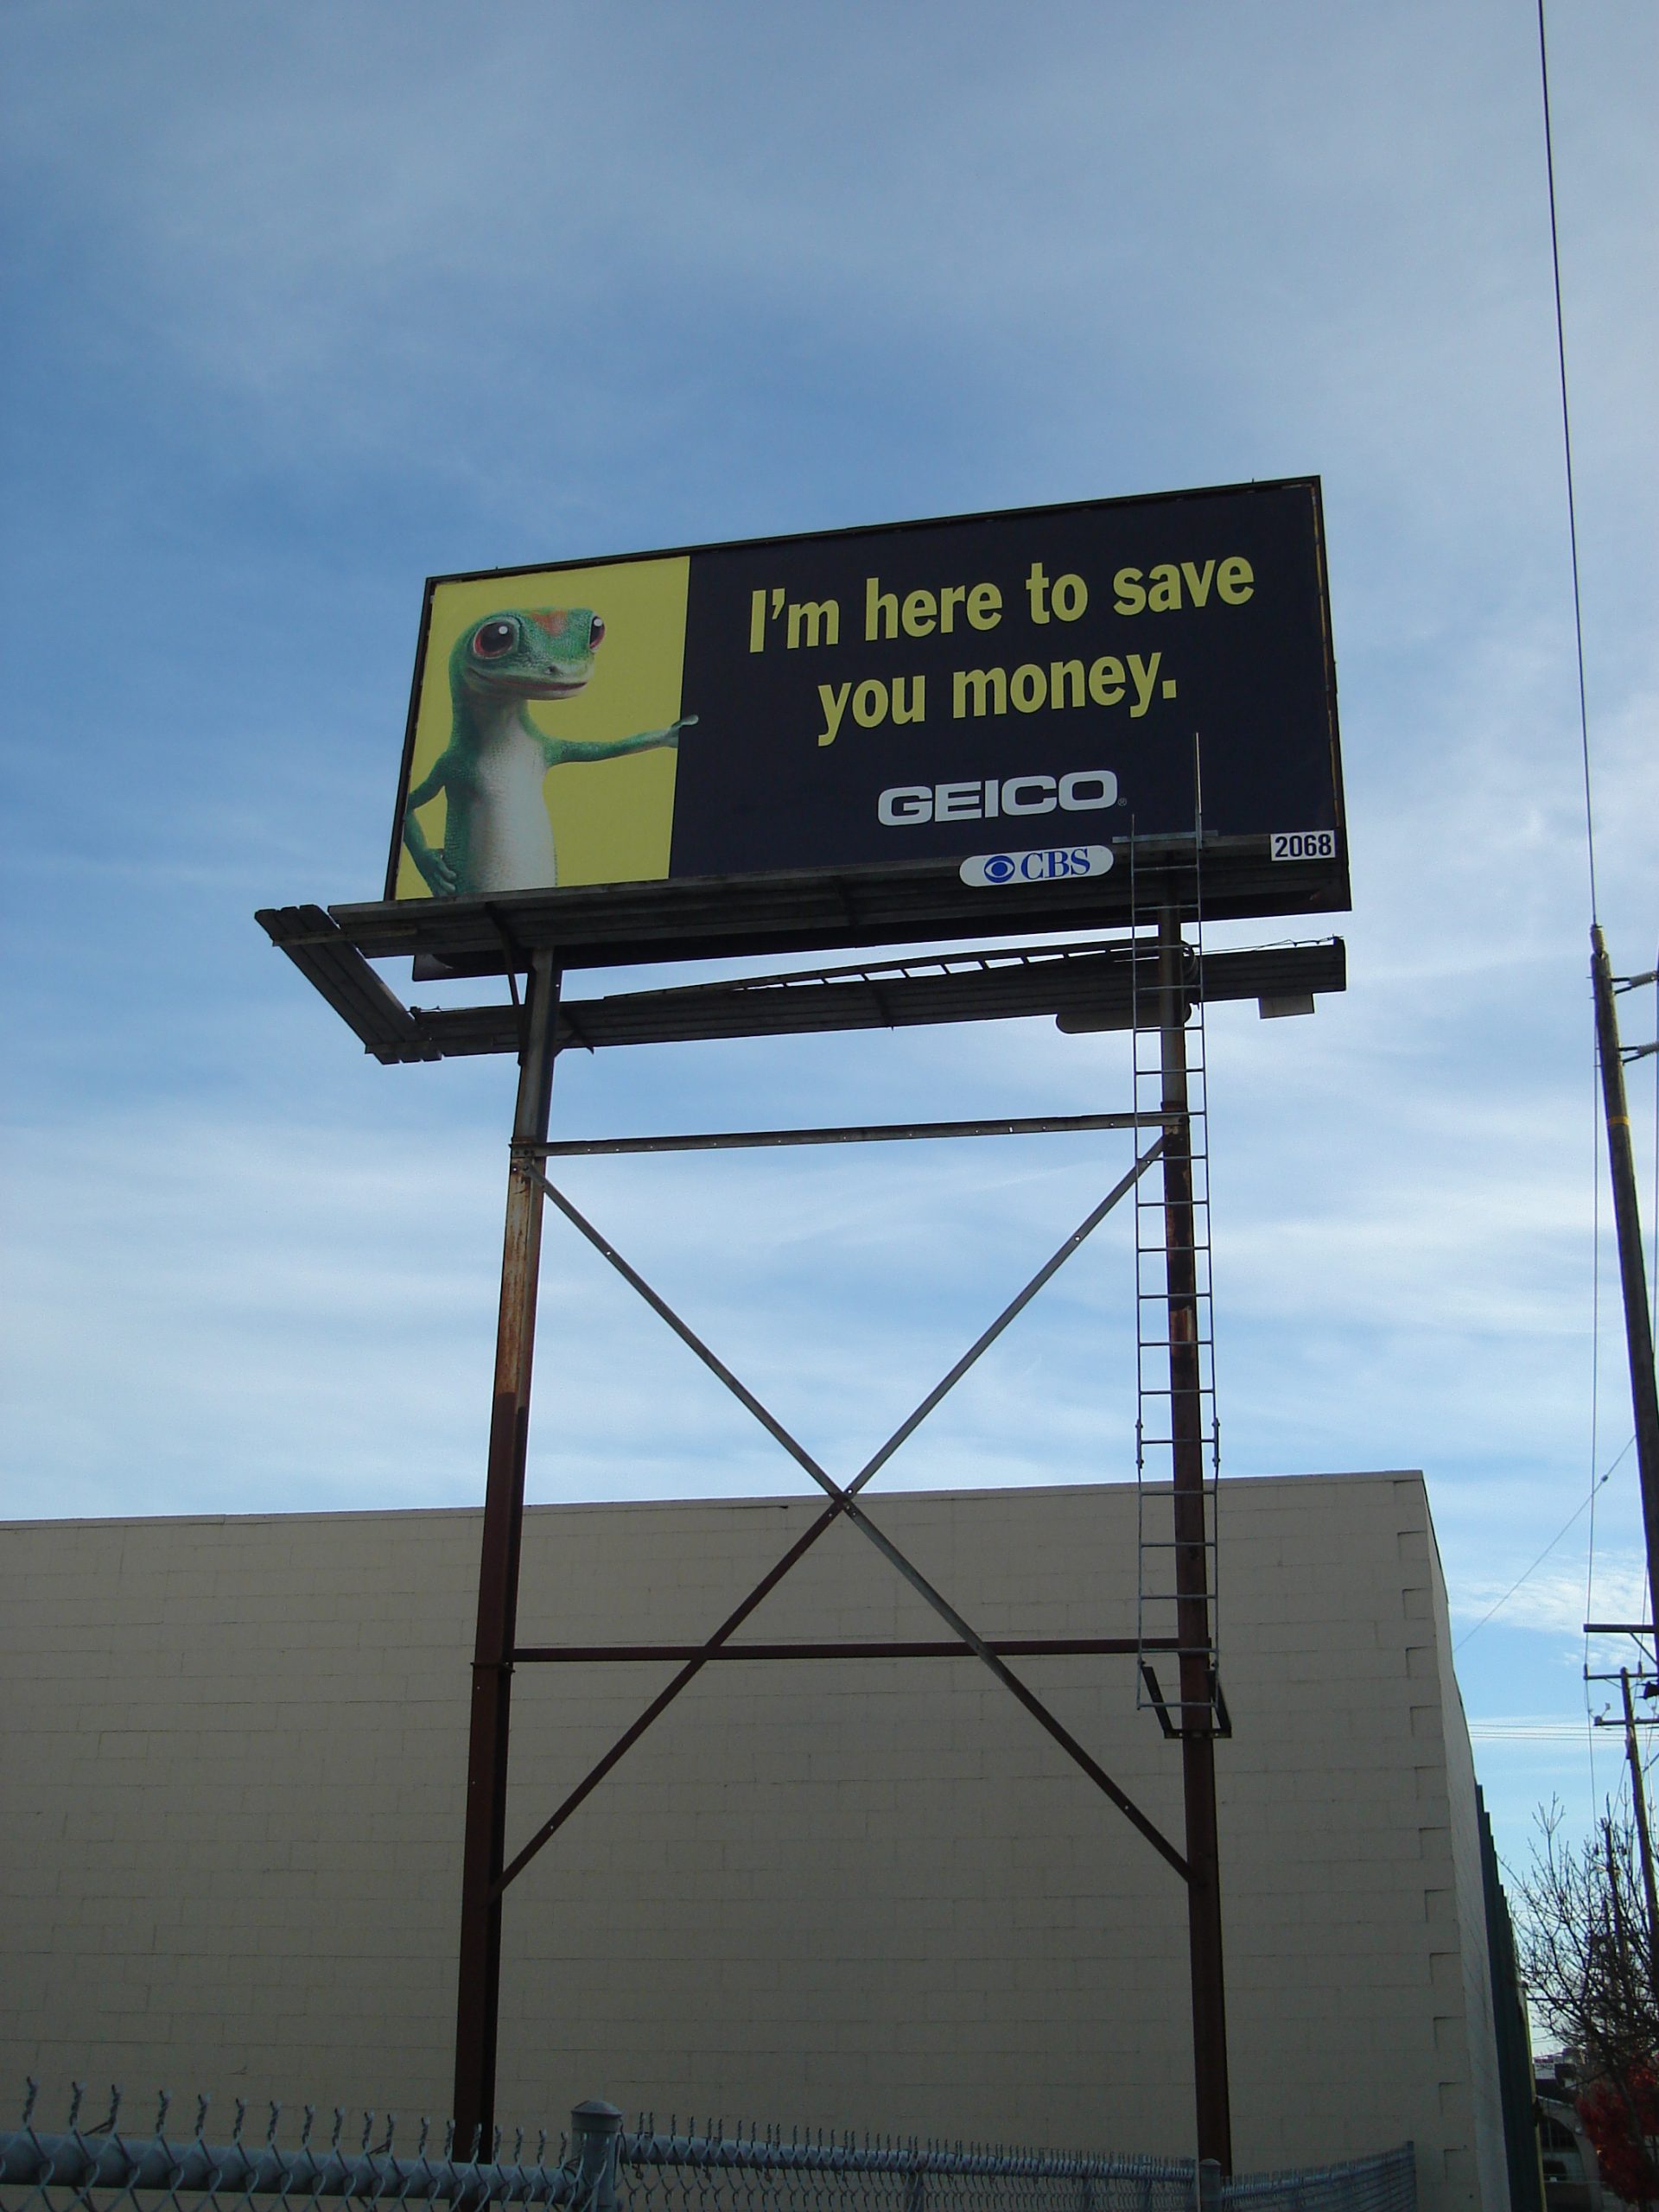 I'm here to save
you money.
GEICO®
CBS
2068